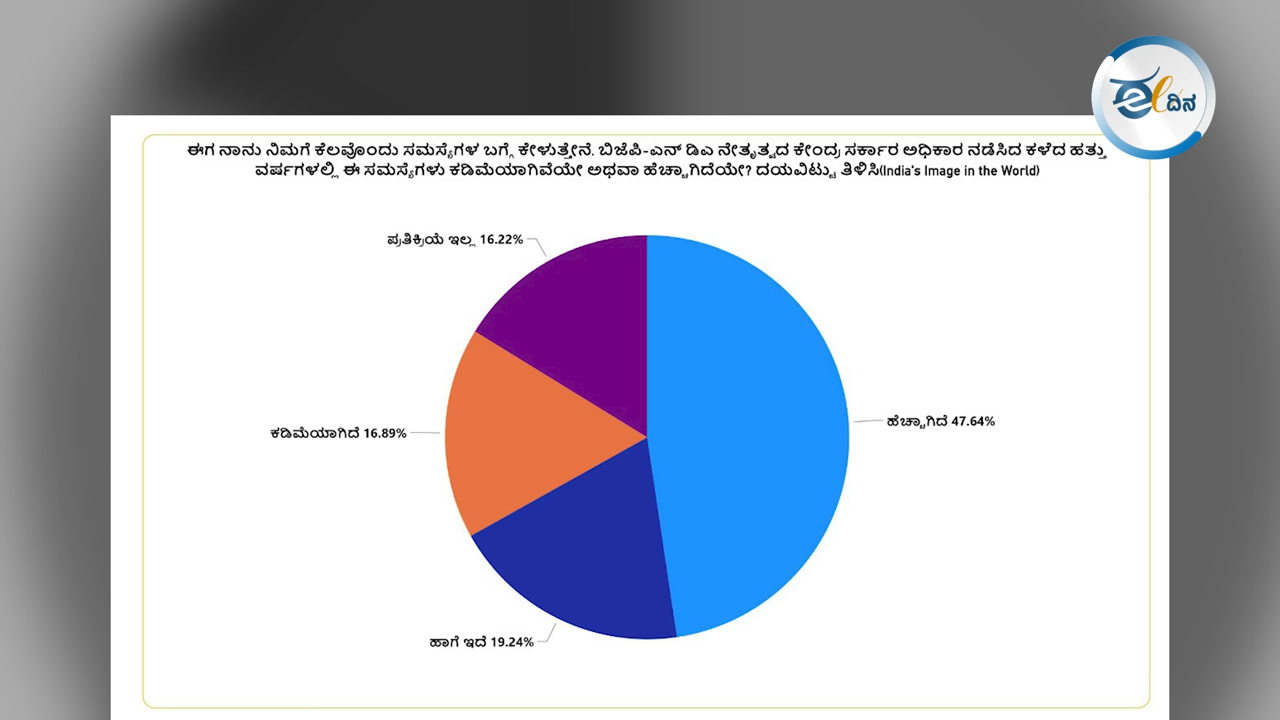 ಈ ದಿನ
ಈಗ ನಾನು ನಿಮಗೆ ಕೆಲವೊಂದು ಸಮಸ್ಯೆಗಳ ಬಗ್ಗೆ ಕೇಳುತ್ತೇನೆ. ಬಿಜೆಪಿ-ಎನ್ ಡಿಎ ನೇತೃತ್ವದ ಕೇಂದ್ರ ಸರ್ಕಾರ ಅಧಿಕಾರ ನಡೆಸಿದ ಕಳೆದ ಹತ್ತು
ವರ್ಷಗಳಲ್ಲಿ ಈ ಸಮಸ್ಯೆಗಳು ಕಡಿಮೆಯಾಗಿವೆಯೇ ಅಥವಾ ಹೆಚ್ಚಾಗಿದೆಯೇ? ದಯವಿಟ್ಟು ತಿಳಿಸಿ(India's Image in the World)
ಪ್ರತಿಕ್ರಿಯೆ ಇಲ್ಲ 16.22%
ಹೆಚ್ಚಾಗಿದೆ 47.64%
ಕಡಿಮೆಯಾಗಿದೆ 16.89%
ಹಾಗೆ ಇದೆ 19.24%